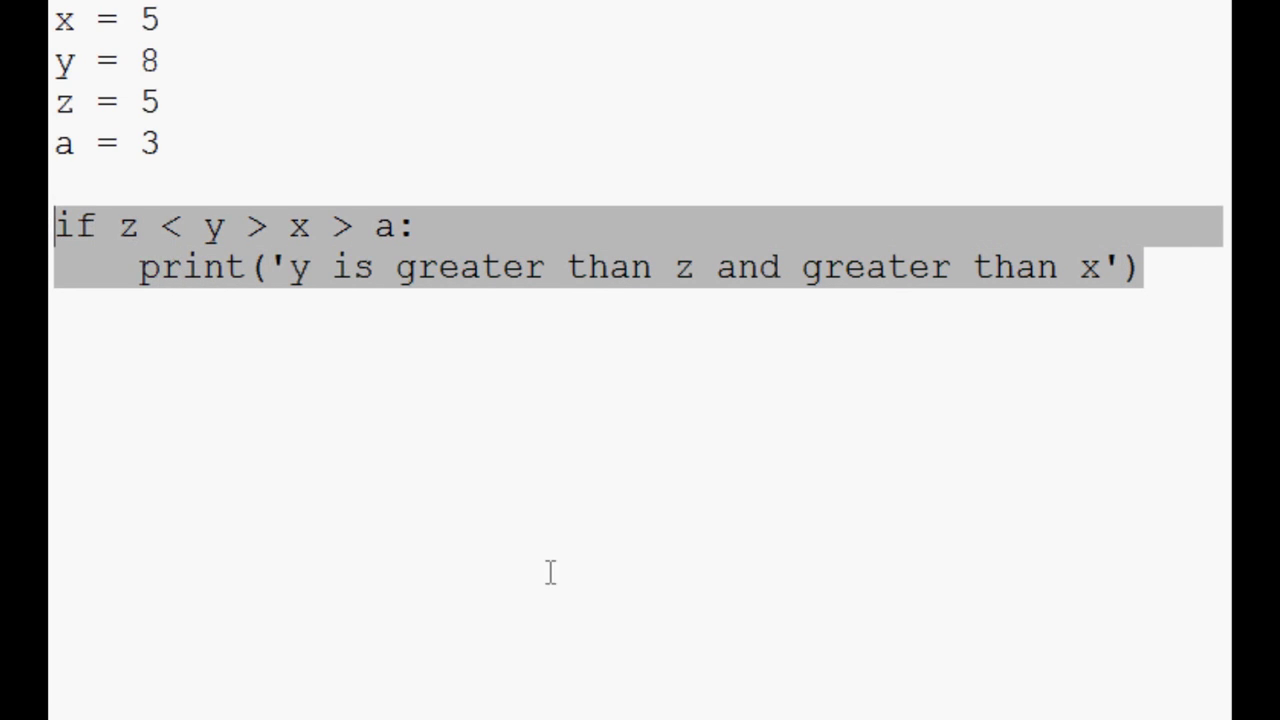 x = 5
y = 8
z = 5
a = 3
if z < y > x > a:
    print('y is greater than z and greater than x')